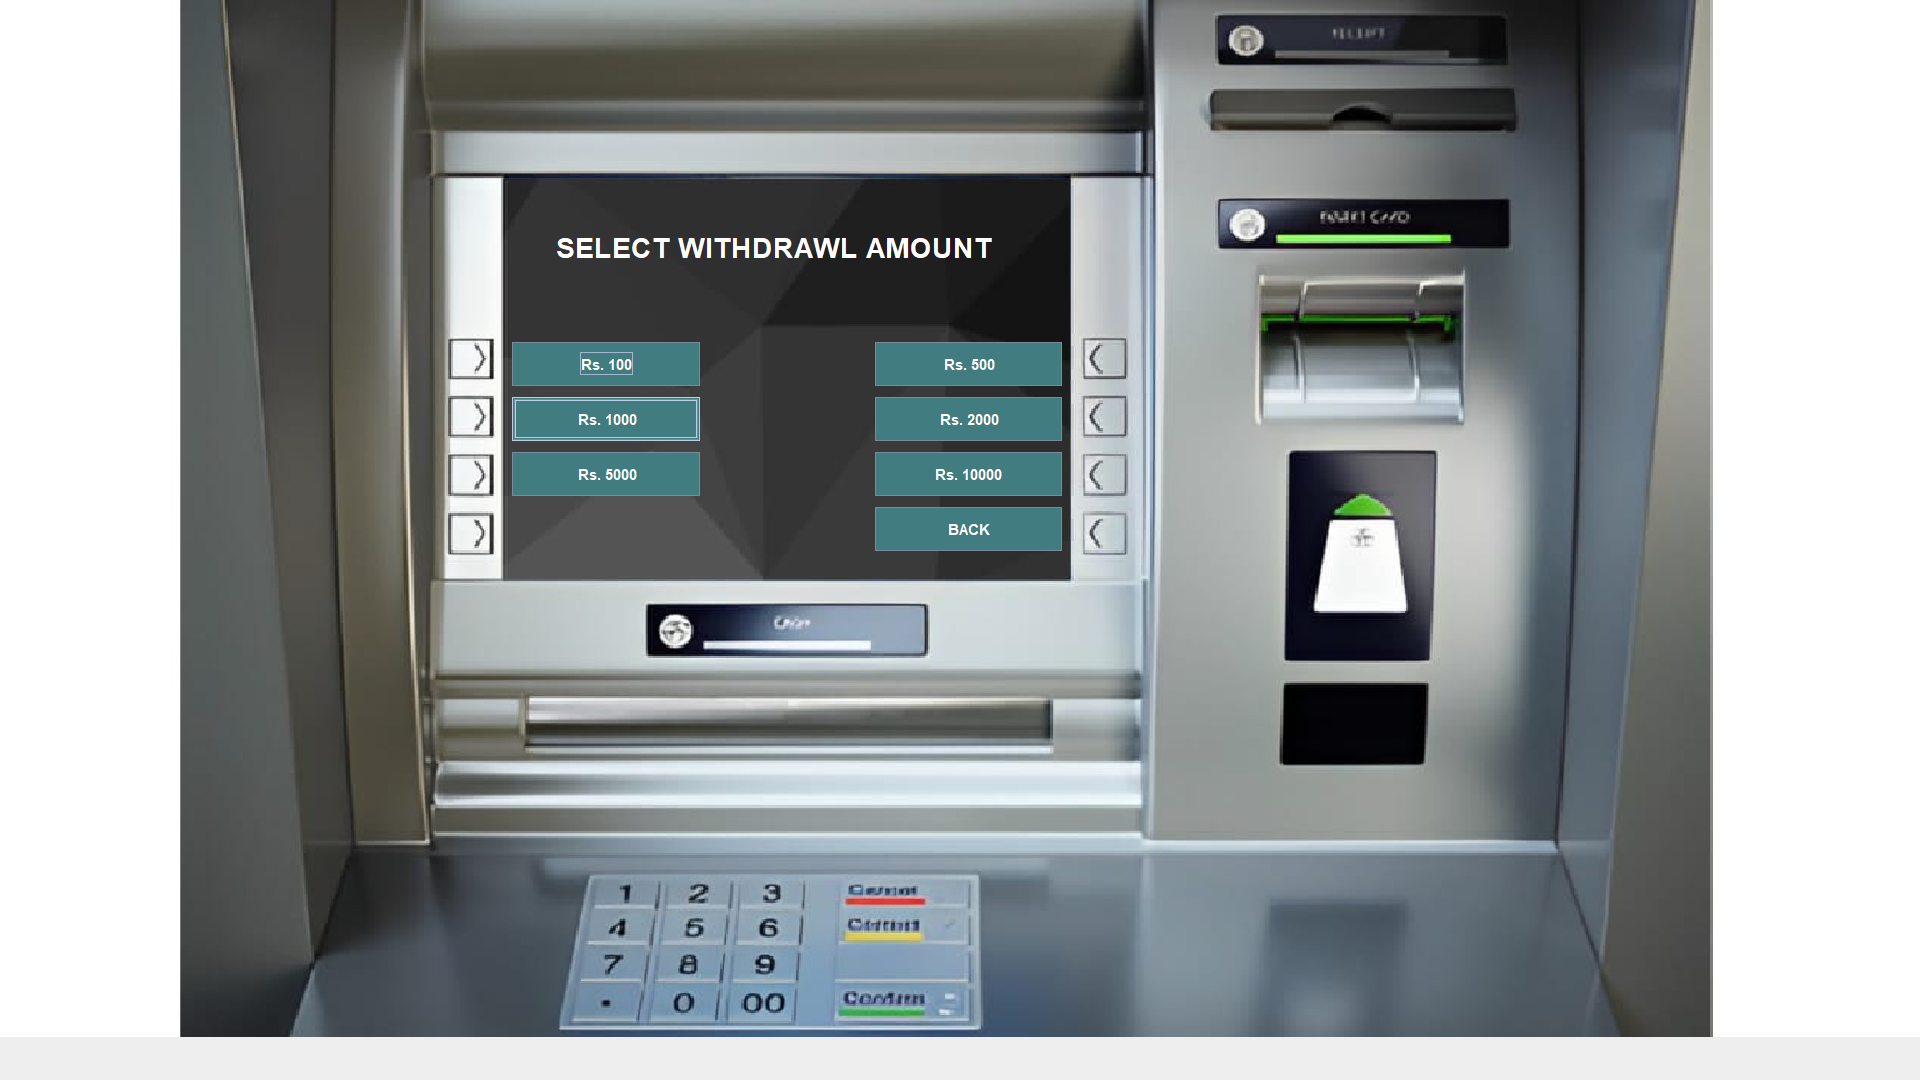 SELECT WITHDRAWL AMOUNT
Rs. 100
Rs. 500
Rs. 1000
Rs. 2000
Rs. 5000
Rs. 10000
BACK
1 2 3
4 5 6
7 8 9
. 0 00